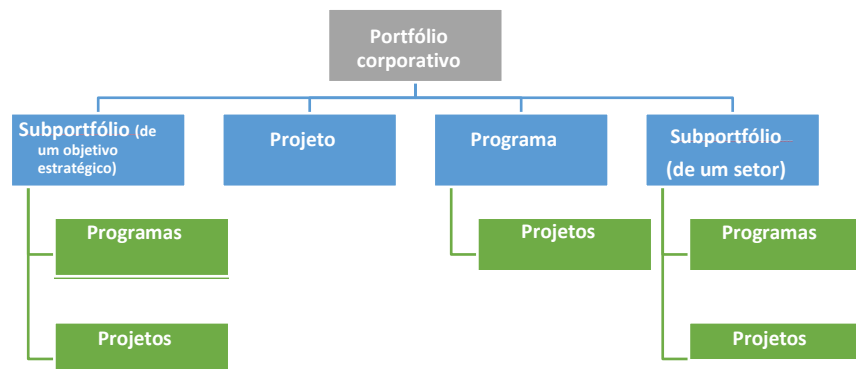 Portfólio
corporativo
Subportfólio (de
um objetivo
estratégico)
Projeto
Programa
Subportfólio
(de um setor)
Programas
Projetos
Projetos
Programas
Projetos